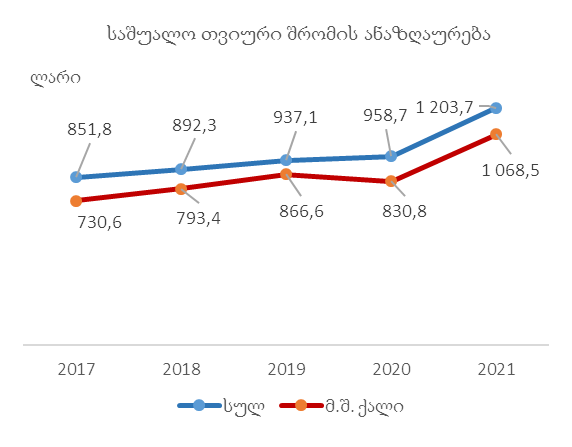 საშუალო თვიური შრომის ანაზღაურება
ლარი
851,8
892,3
937,1
958,7
1 203,7
730,6
793,4
866,6
830,8
1 068,5
2017 2018 2019 2020 2021
სულ მ.შ. ქალი